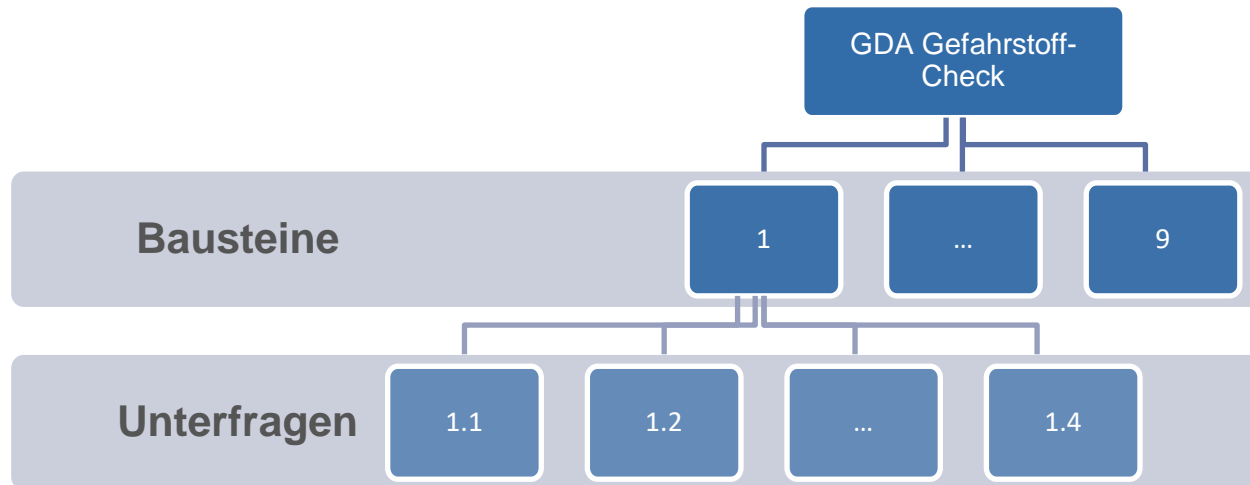 GDA Gefahrstoff-
Check
Bausteine
1
...
9
Unterfragen
1.1
1.2
...
1.4